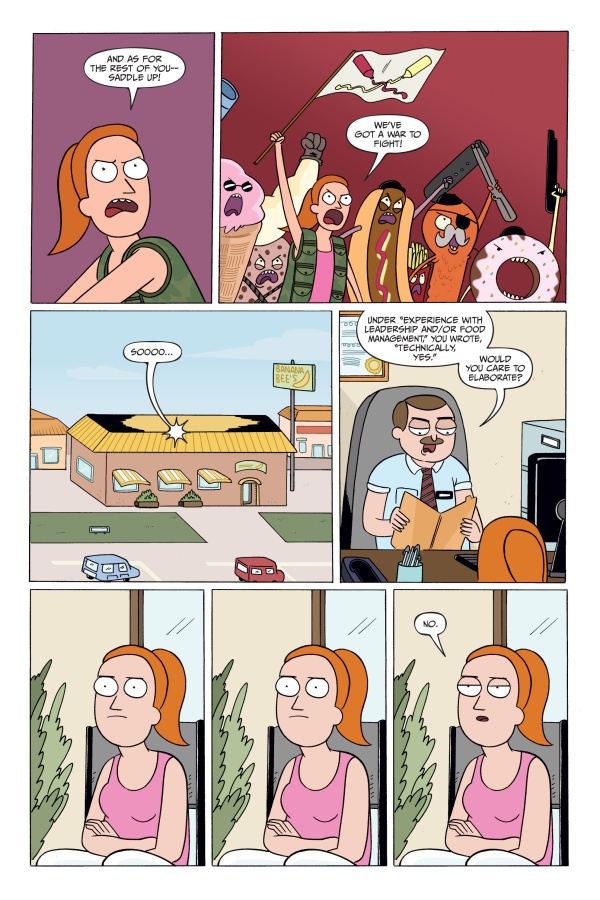 AND AS FOR
THE REST OF YOU--
SADDLE UP!
WE'VE
GOT A WAR TO
FIGHT!
SOOOO...
BANANA
BEE'S
UNDER "EXPERIENCE WITH
LEADERSHIP AND/OR FOOD
MANAGEMENT," YOU WROTE,
"TECHNICALLY,
YES."
WOULD
YOU CARE TO
ELABORATE?
NO.